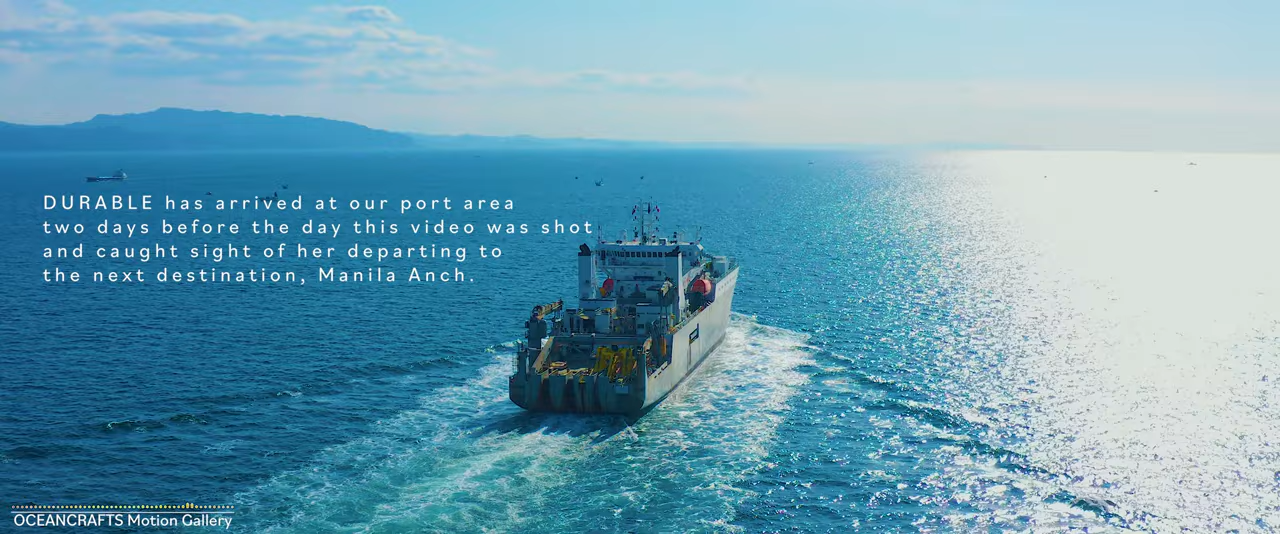 DURABLE has arrived at our port area
two days before the day this video was shot
and caught sight of her departing to
the next destination, Manila Anch.
OCEANCRAFTS Motion Gallery